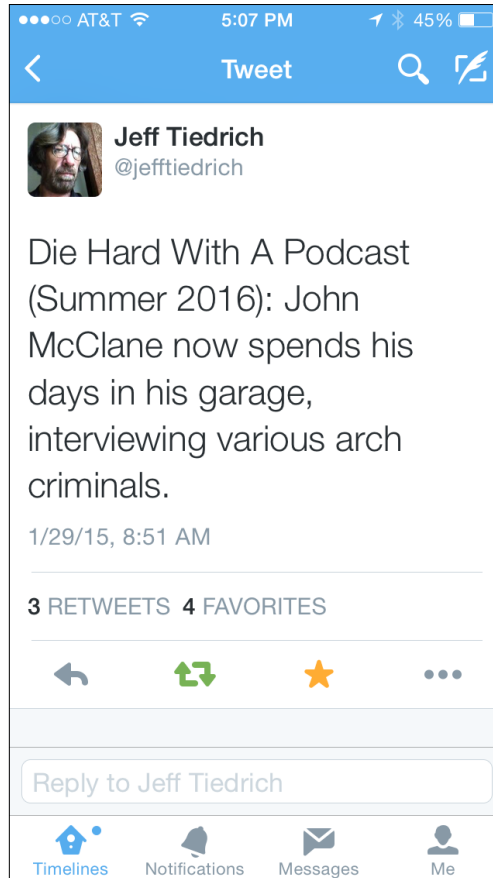 AT&T 5:07 PM 45%
Tweet
Jeff Tiedrich
@jefftiedrich
Die Hard With A Podcast
(Summer 2016): John
McClane now spends his
days in his garage,
interviewing various arch
criminals.
1/29/15, 8:51 AM
3 RETWEETS 4 FAVORITES
Reply to Jeff Tiedrich
Timelines Notifications Messages Me